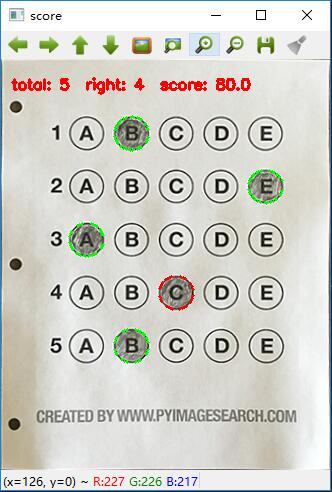 score
total: 5 right: 4 score: 80.0
1 A B C D E
2 A B C D E
3 A B C D E
4 A B C D E
5 A B C D E
CREATED BY WWW.PYIMAGESEARCH.COM
(x=126, y=0) ~ R:227 G:226 B:217